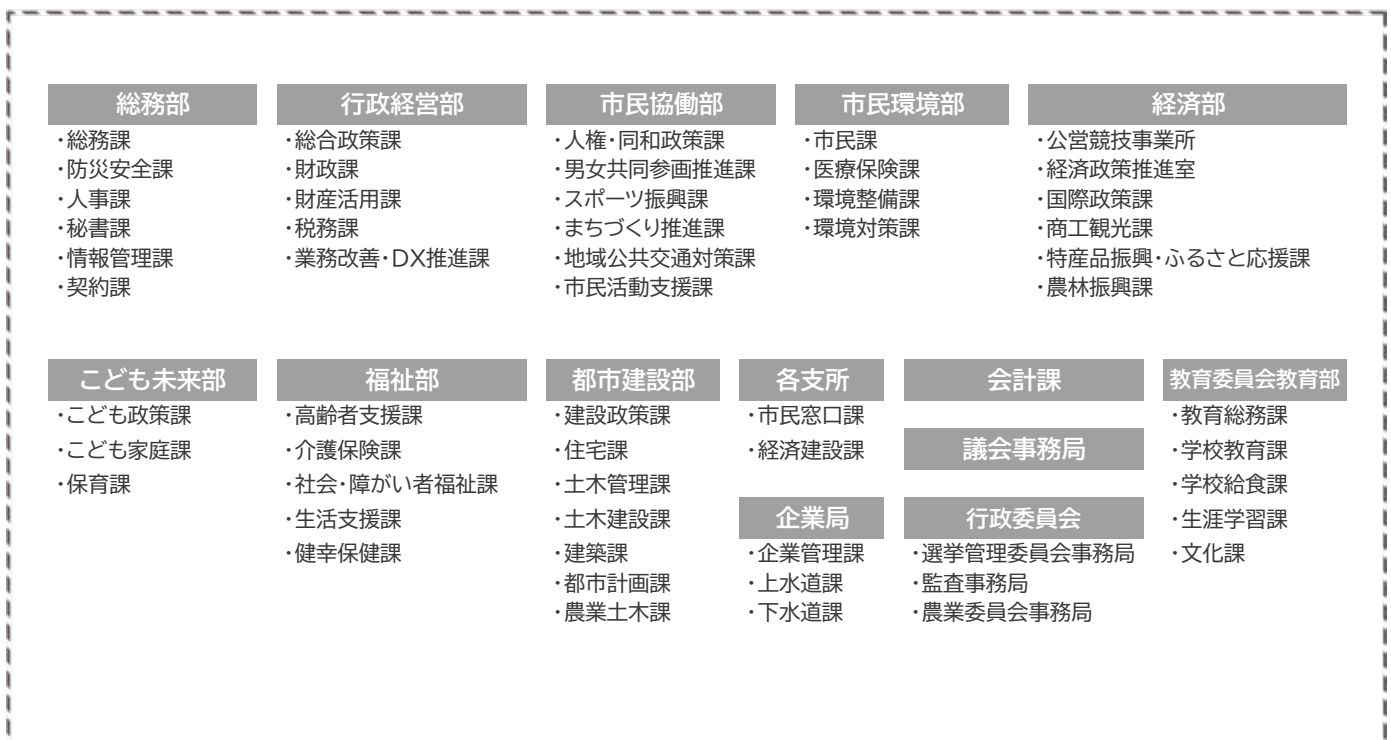 総務部
・総務課
・防災安全課
・人事課
・秘書課
・情報管理課
・契約課
行政経営部
・総合政策課
・財政課
・財産活用課
・税務課
・業務改善・DX推進課
市民協働部
・人権・同和政策課
・男女共同参画推進課
・スポーツ振興課
・まちづくり推進課
・地域公共交通対策課
・市民活動支援課
市民環境部
・市民課
・医療保険課
・環境整備課
・環境対策課
経済部
・公営競技事業所
・経済政策推進室
・国際政策課
・商工観光課
・特産品振興・ふるさと応援課
・農林振興課
こども未来部
・こども政策課
・こども家庭課
・保育課
福祉部
・高齢者支援課
・介護保険課
・社会・障がい者福祉課
・生活支援課
・健幸保健課
都市建設部
・建設政策課
・住宅課
・土木管理課
・土木建設課
・建築課
・都市計画課
・農業土木課
各支所
・市民窓口課
・経済建設課
企業局
・企業管理課
・上水道課
・下水道課
会計課
議会事務局
行政委員会
・選挙管理委員会事務局
・監査事務局
・農業委員会事務局
教育委員会教育部
・教育総務課
・学校教育課
・学校給食課
・生涯学習課
・文化課